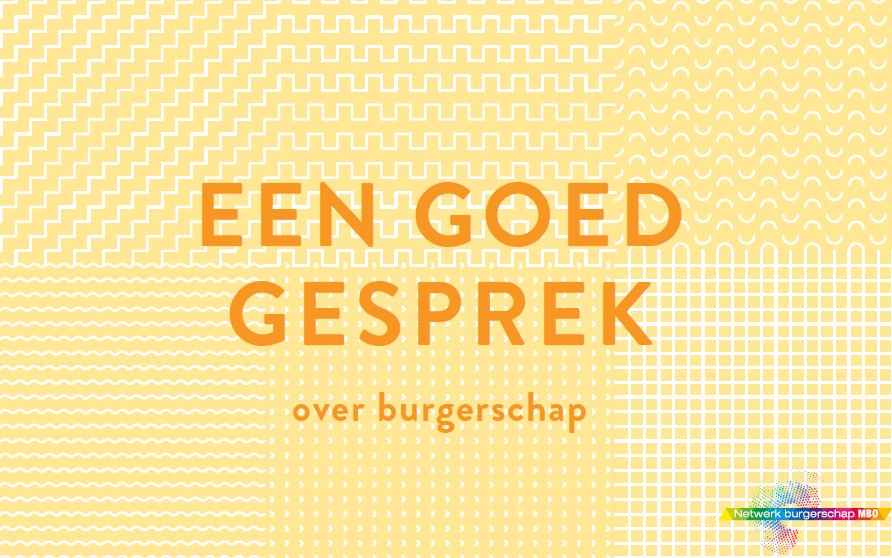 EEN GOED
GESPREK
over burgerschap
Netwerk burgerschap MBO